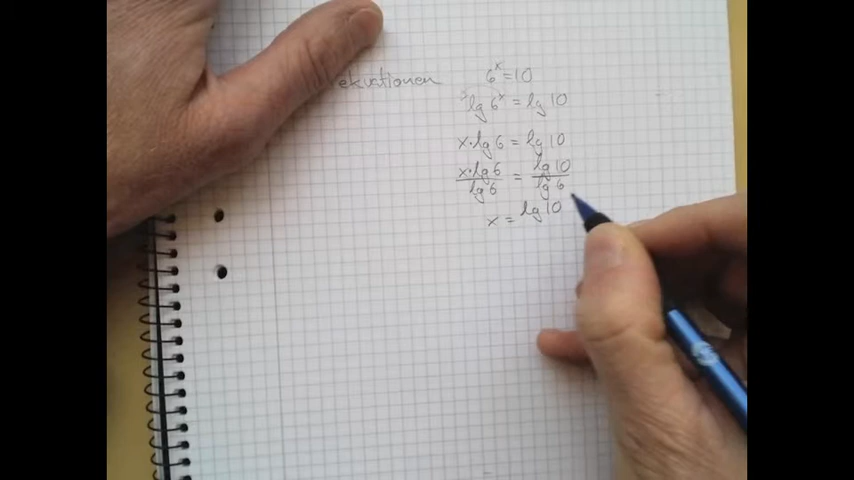 ekvationen
6^x = 10
lg 6^x = lg 10
x · lg 6 = lg 10
x · lg 6 / lg 6 = lg 10 / lg 6
x = lg 10